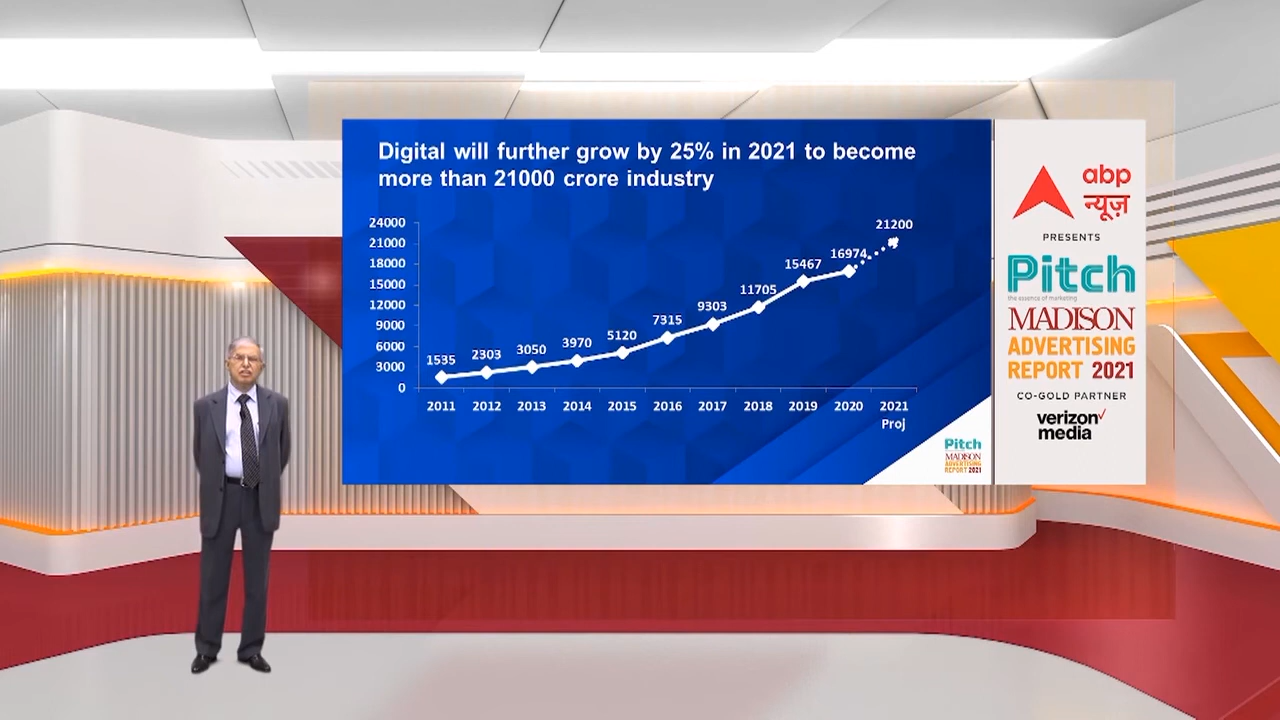 Digital will further grow by 25% in 2021 to become
more than 21000 crore industry
24000
21000
18000
15000
12000
9000
6000
3000
0
1535
2303
3050
3970
5120
7315
9303
11705
15467
16974
21200
2011 2012 2013 2014 2015 2016 2017 2018 2019 2020 2021
Proj
Pitch
MADISON
ADVERTISING
REPORT 2021
abp
न्यूज़
PRESENTS
Pitch
the essence of marketing
MADISON
ADVERTISING
REPORT 2021
CO-GOLD PARTNER
verizon
media